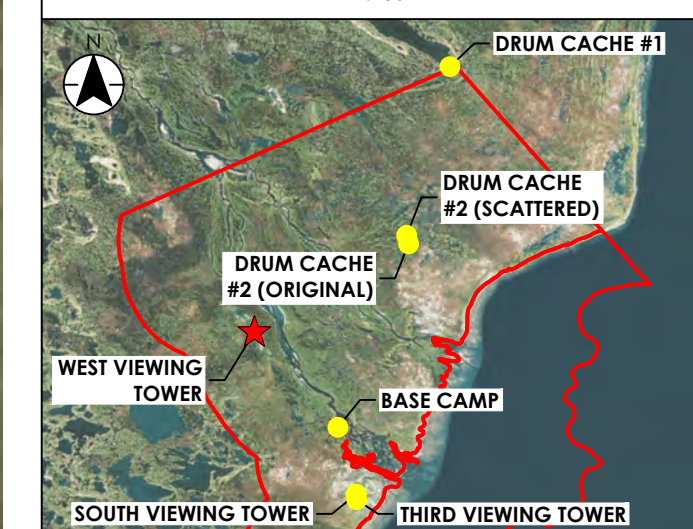 N
DRUM CACHE #1
DRUM CACHE
#2 (SCATTERED)
DRUM CACHE
#2 (ORIGINAL)
WEST VIEWING
TOWER
BASE CAMP
SOUTH VIEWING TOWER
THIRD VIEWING TOWER